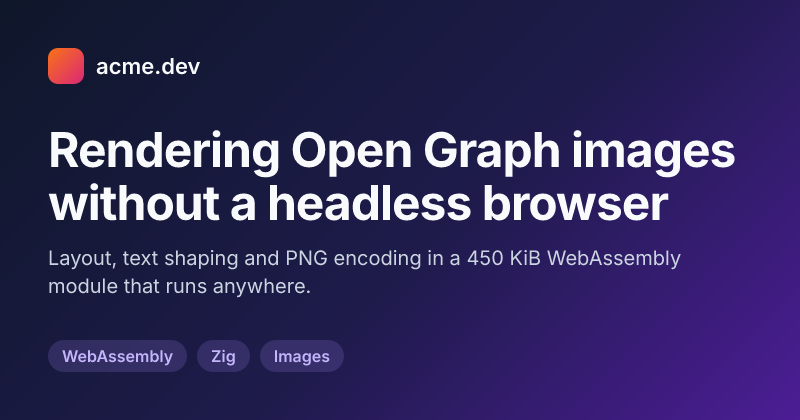 acme.dev
Rendering Open Graph images
without a headless browser
Layout, text shaping and PNG encoding in a 450 KiB WebAssembly
module that runs anywhere.
WebAssembly
Zig
Images